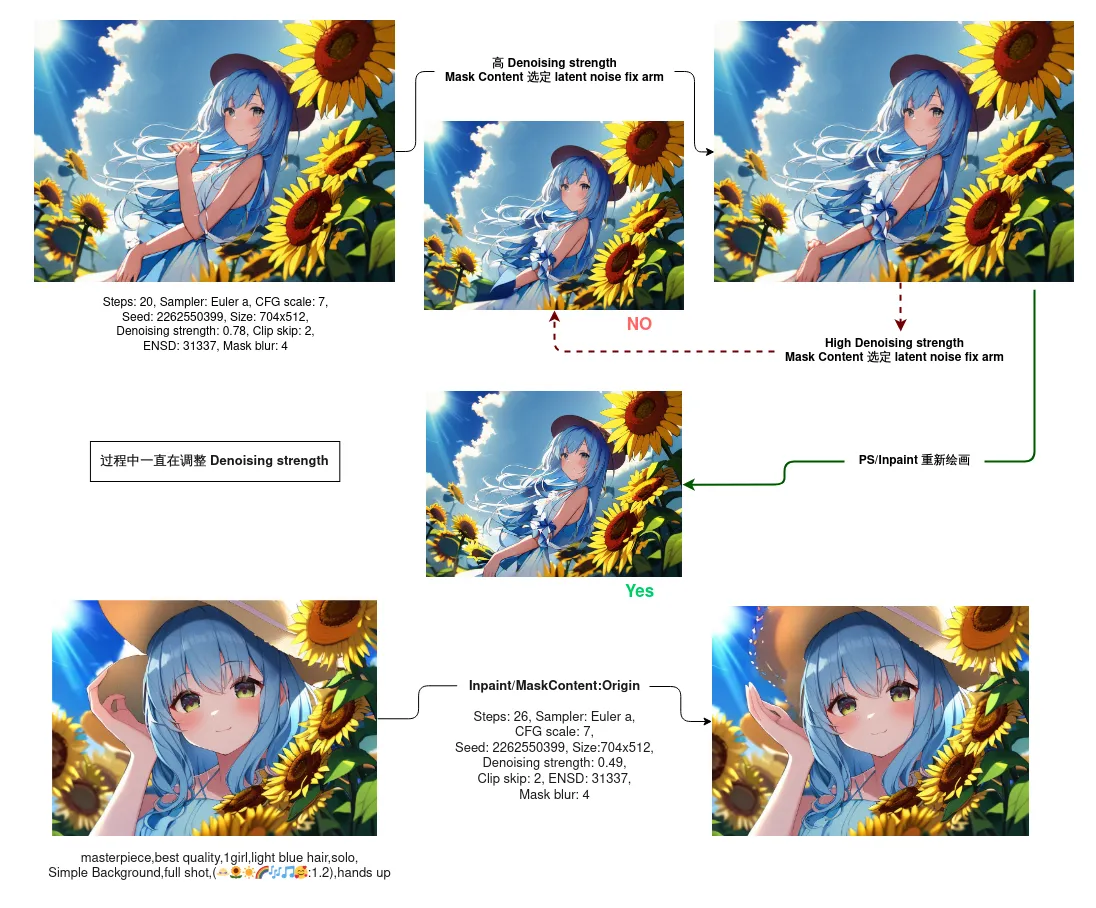 高 Denoising strength
Mask Content 选定 latent noise fix arm
Steps: 20, Sampler: Euler a, CFG scale: 7,
Seed: 2262550399, Size: 704x512,
Denoising strength: 0.78, Clip skip: 2,
ENSD: 31337, Mask blur: 4
NO
High Denoising strength
Mask Content 选定 latent noise fix arm
过程中一直在调整 Denoising strength
PS/Inpaint 重新绘画
Yes
Inpaint/MaskContent:Origin
Steps: 26, Sampler: Euler a,
CFG scale: 7,
Seed: 2262550399, Size:704x512,
Denoising strength: 0.49,
Clip skip: 2, ENSD: 31337,
Mask blur: 4
masterpiece,best quality,1girl,light blue hair,solo,
Simple Background,full shot,(🌻☀🌈🎶🎵🥰:1.2),hands up